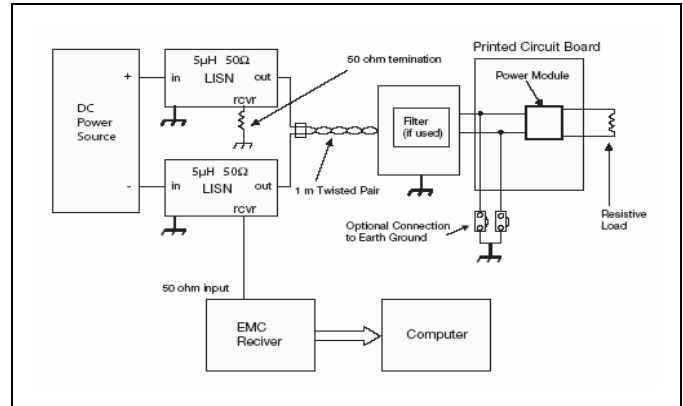 50 ohm temination
Printed Circuit Board
Power Module
5µH 50Ω
LISN
in
out
rcvr
+
DC
Power
Source
-
Filter
(if used)
1 m Twisted Pair
5µH 50Ω
LISN
in
out
rcvr
Optional Connection
to Earth Ground
Resistive
Load
50 ohm input
EMC
Reciver
Computer